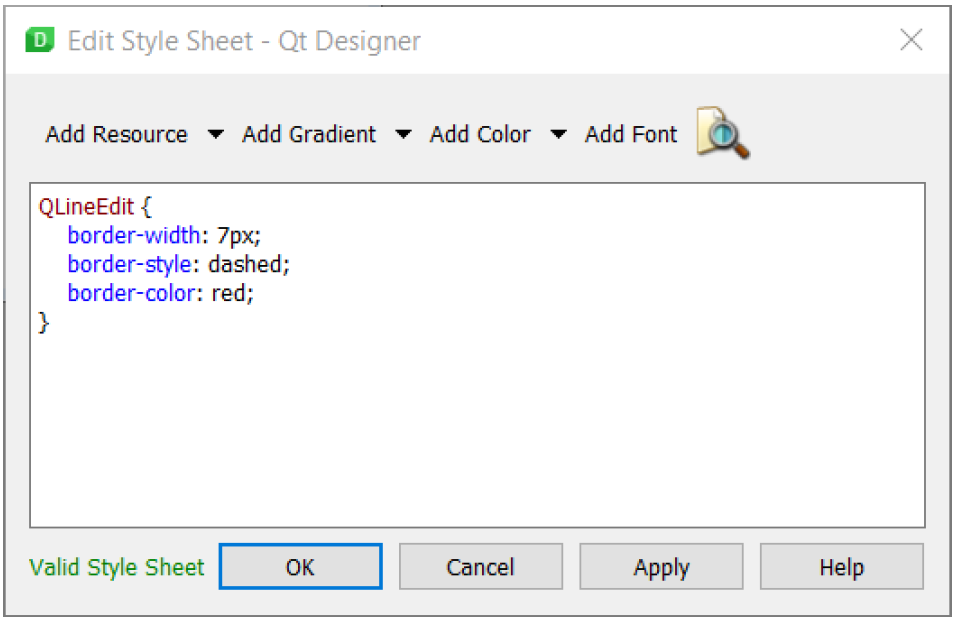 D Edit Style Sheet - Qt Designer
Add Resource Add Gradient Add Color Add Font
QLineEdit {
border-width: 7px;
border-style: dashed;
border-color: red;
}
Valid Style Sheet OK Cancel Apply Help